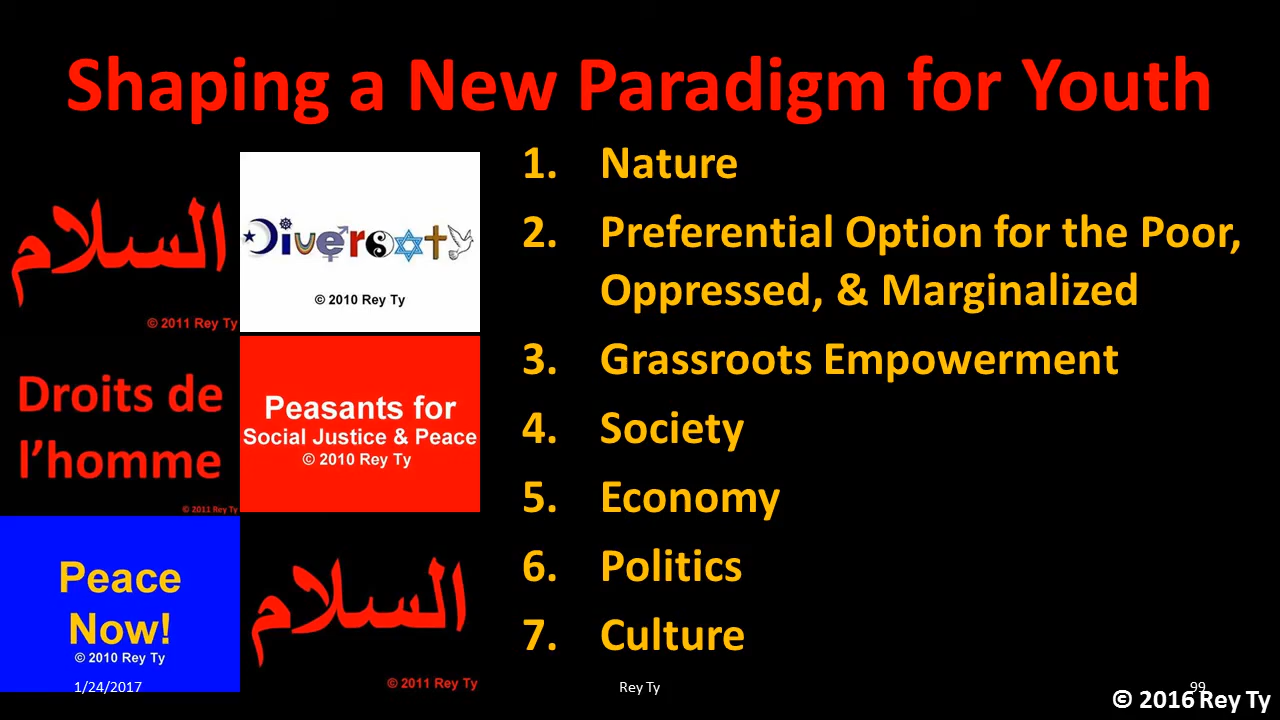 Shaping a New Paradigm for Youth
السلام
© 2011 Rey Ty
Diversity
© 2010 Rey Ty
Droits de
l’homme
© 2011 Rey Ty
Peasants for
Social Justice & Peace
© 2010 Rey Ty
Peace
Now!
© 2010 Rey Ty
السلام
© 2011 Rey Ty
1. Nature
2. Preferential Option for the Poor,
Oppressed, & Marginalized
3. Grassroots Empowerment
4. Society
5. Economy
6. Politics
7. Culture
1/24/2017
Rey Ty
99
© 2016 Rey Ty